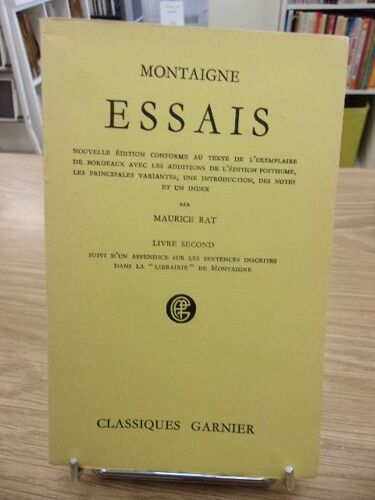 MONTAIGNE
ESSAIS
NOUVELLE ÉDITION CONFORME AU TEXTE DE L'EXEMPLAIRE
DE BORDEAUX AVEC LES ADDITIONS DE L'ÉDITION POSTHUME,
LES PRINCIPALES VARIANTES, UNE INTRODUCTION, DES NOTES
ET UN INDEX
PAR
MAURICE RAT
LIVRE SECOND
SUIVI D'UN APPENDICE SUR LES SENTENCES INSCRITES
DANS LA "LIBRAIRIE" DE MONTAIGNE
CLASSIQUES GARNIER